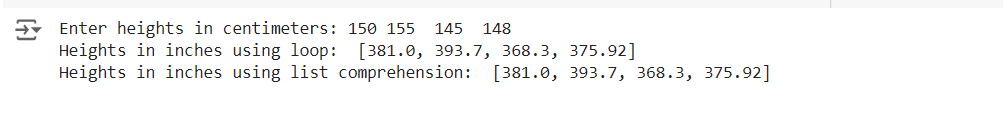 Enter heights in centimeters: 150 155  145  148
Heights in inches using loop:  [381.0, 393.7, 368.3, 375.92]
Heights in inches using list comprehension:  [381.0, 393.7, 368.3, 375.92]